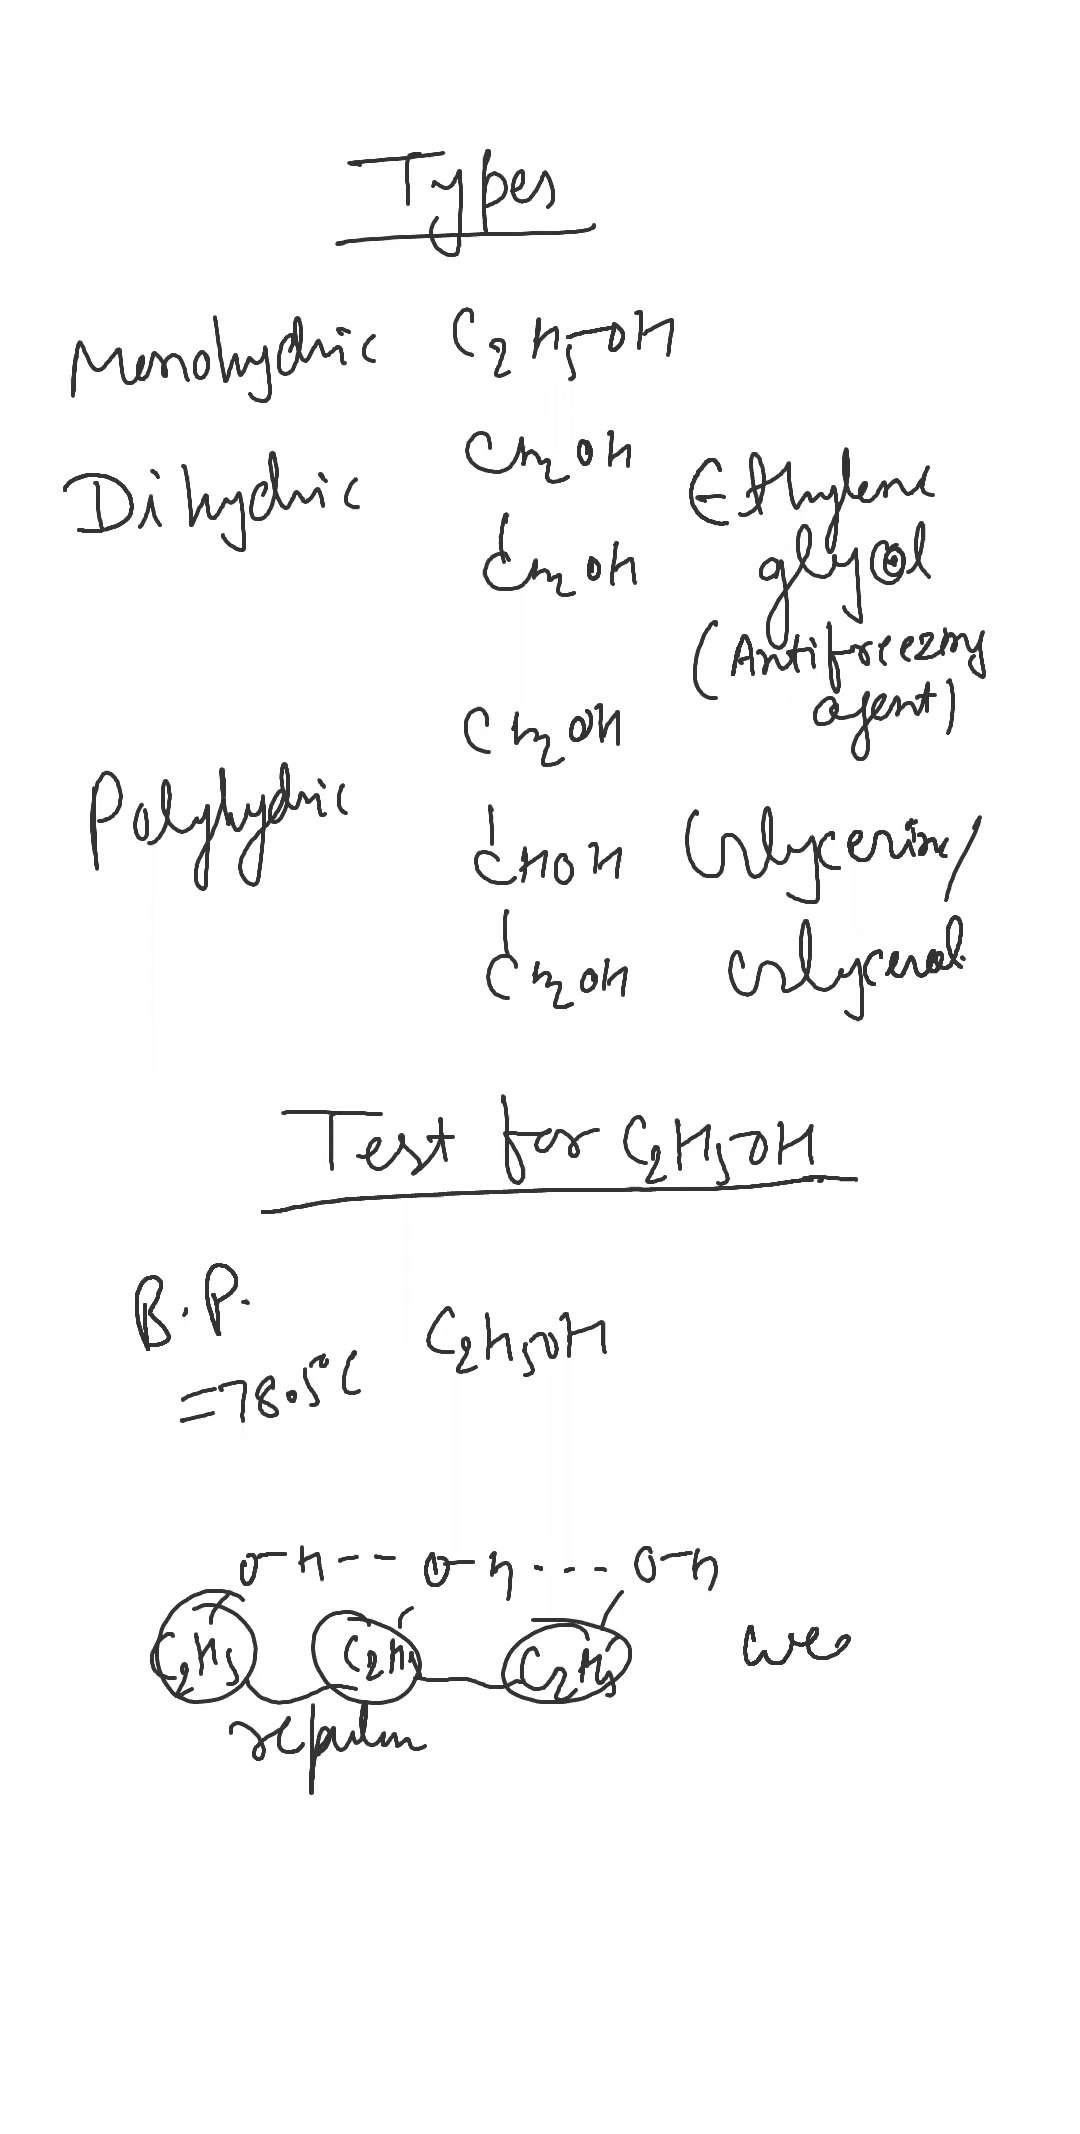 Types
Monohydric C2H5-OH
Dihydric CH2OH Ethylene
CH2OH glycol
(Antifreezing
agent)
CH2OH
Polyhydric CHOH Glycerine/
CH2OH Glycerol
Test for C2H5OH
B.P. C2H5OH
=78.5°C
O-H--- O-H---- O-H
C2H5 C2H5 C2H5